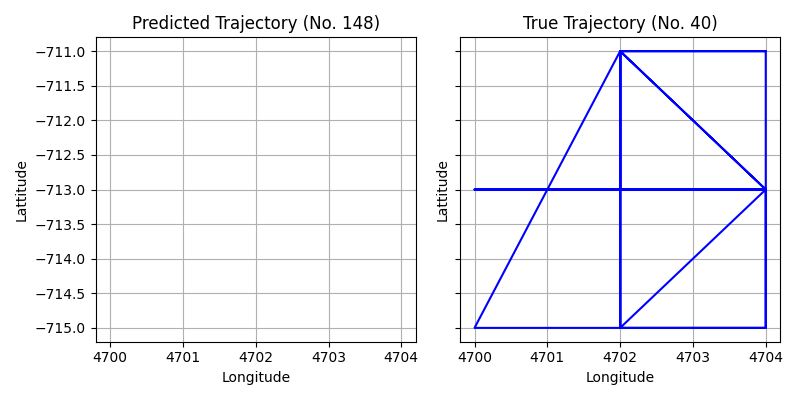 Predicted Trajectory (No. 148)
Lattitude
−711.0
−711.5
−712.0
−712.5
−713.0
−713.5
−714.0
−714.5
−715.0
4700 4701 4702 4703 4704
Longitude
True Trajectory (No. 40)
Lattitude
4700 4701 4702 4703 4704
Longitude